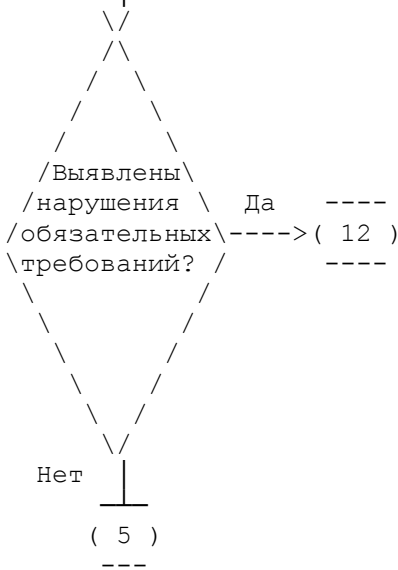 Выявлены
нарушения
Да
обязательных
( 12 )
требований?
Нет
( 5 )